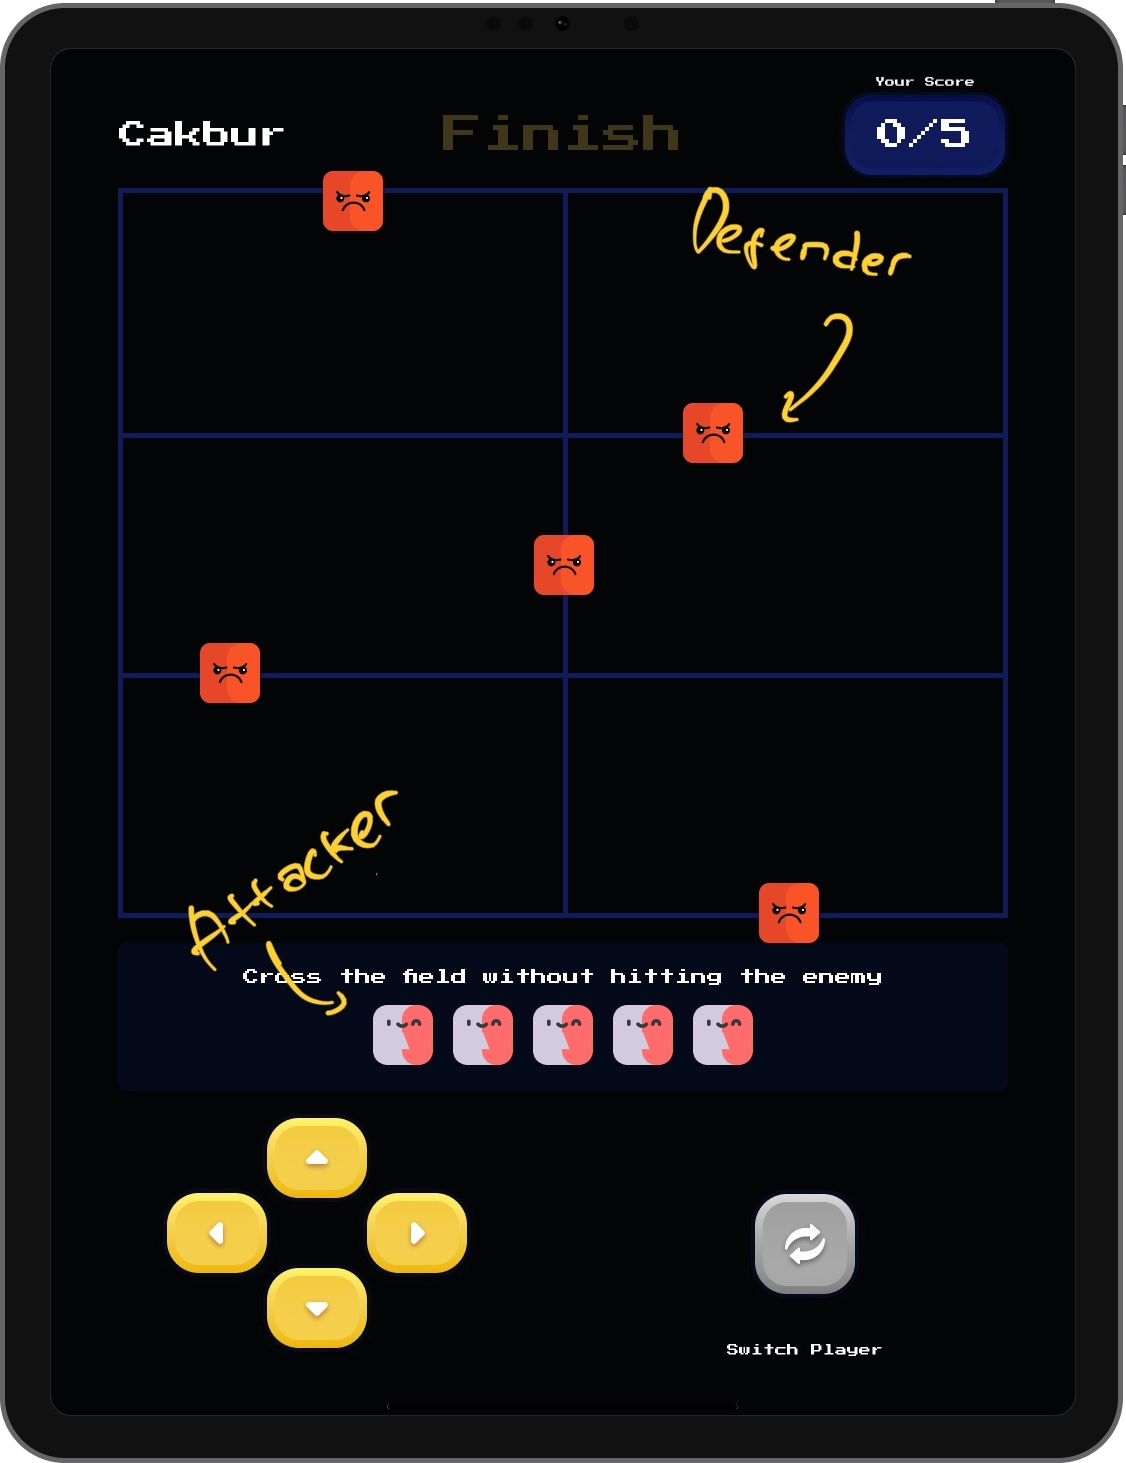 Your Score
Cakbur
Finish
0/5
Defender
Attacker
Cross the field without hitting the enemy
Switch Player